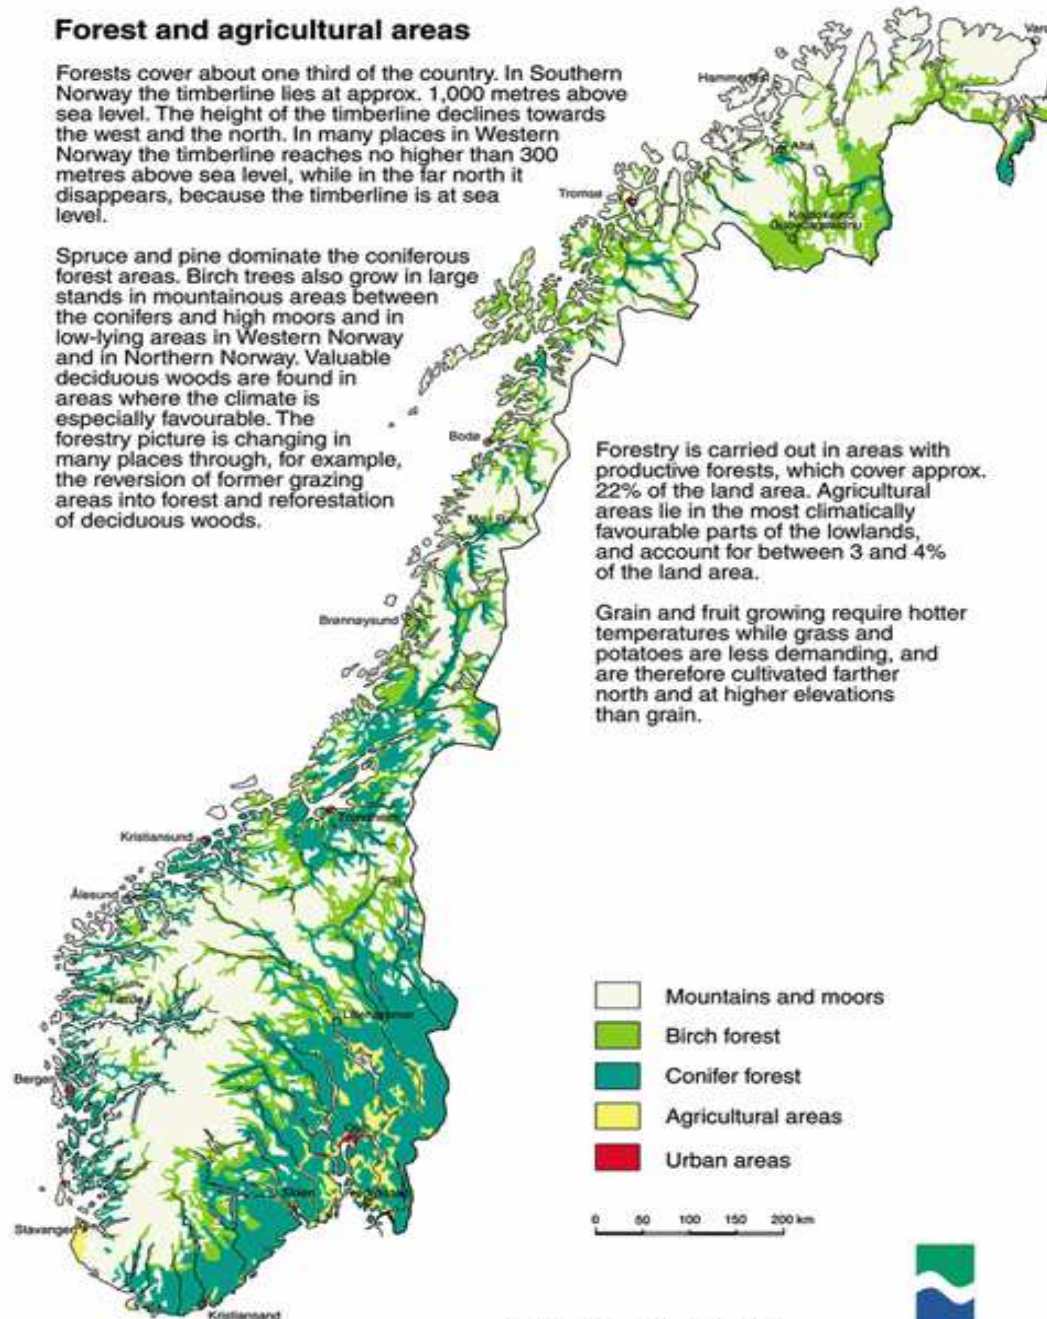 Forest and agricultural areas
Forests cover about one third of the country. In Southern
Norway the timberline lies at approx. 1,000 metres above
sea level. The height of the timberline declines towards
the west and the north. In many places in Western
Norway the timberline reaches no higher than 300
metres above sea level, while in the far north it
disappears, because the timberline is at sea
level.
Spruce and pine dominate the coniferous
forest areas. Birch trees also grow in large
stands in mountainous areas between
the conifers and high moors and in
low-lying areas in Western Norway
and in Northern Norway. Valuable
deciduous woods are found in
areas where the climate is
especially favourable. The
forestry picture is changing in
many places through, for example,
the reversion of former grazing
areas into forest and reforestation
of deciduous woods.
Forestry is carried out in areas with
productive forests, which cover approx.
22% of the land area. Agricultural
areas lie in the most climatically
favourable parts of the lowlands,
and account for between 3 and 4%
of the land area.
Grain and fruit growing require hotter
temperatures while grass and
potatoes are less demanding, and
are therefore cultivated farther
north and at higher elevations
than grain.
Hammerfest
Alta
Tromsø
Bodø
Mo i Rana
Brønnøysund
Trondheim
Kristiansund
Ålesund
Førde
Lillehammer
Bergen
Skien
Stavanger
Kristiansand
Mountains and moors
Birch forest
Conifer forest
Agricultural areas
Urban areas
0 50 100 150 200 km